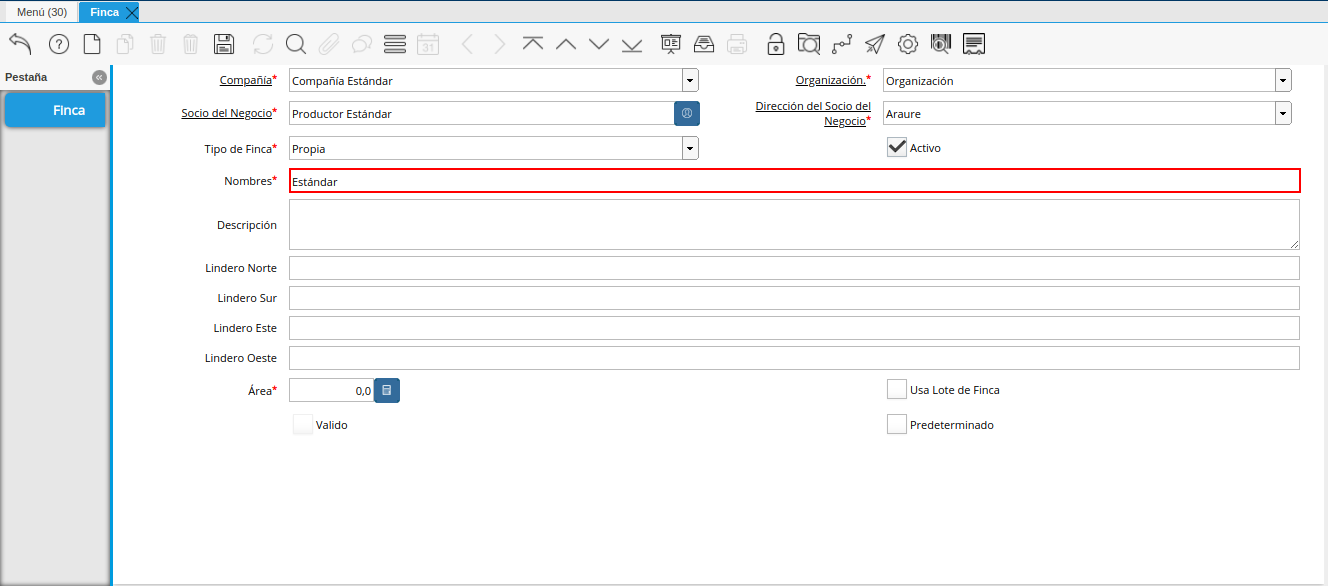 Menú (30) Finca
31
Pestaña
Finca
Compañía* Compañía Estándar Organización.* Organización
Socio del Negocio* Productor Estándar Dirección del Socio del Negocio* Araure
Tipo de Finca* Propia Activo
Nombres* Estándar
Descripción
Lindero Norte
Lindero Sur
Lindero Este
Lindero Oeste
Área* 0,0 Usa Lote de Finca
Valido Predeterminado